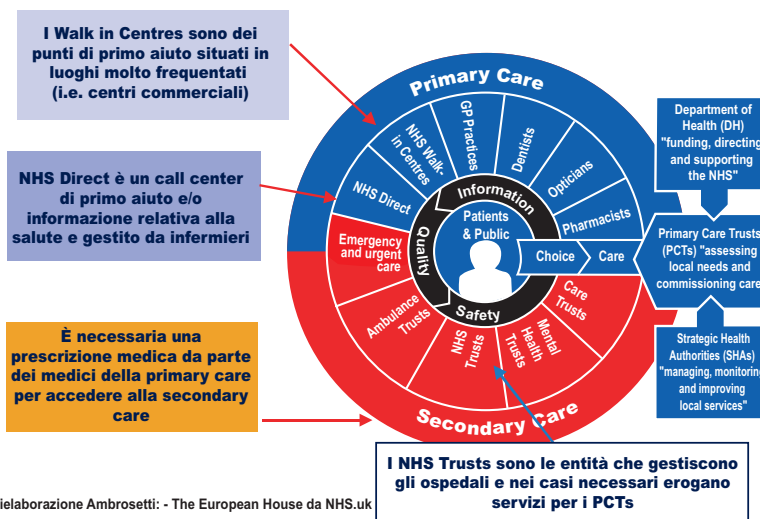 I Walk in Centres sono dei
punti di primo aiuto situati in
luoghi molto frequentati
(i.e. centri commerciali)
NHS Direct è un call center
di primo aiuto e/o
informazione relativa alla
salute e gestito da infermieri
È necessaria una
prescrizione medica da parte
dei medici della primary care
per accedere alla secondary
care
Primary Care
NHS Direct
NHS Walk-
in Centres
GP Practices
Dentists
Opticians
Pharmacists
Information
Quality
Safety
Patients
& Public
Choice
Care
Emergency
and urgent
care
Ambulance
Trusts
NHS
Trusts
Mental
Health
Trusts
Care
Trusts
Secondary Care
Department of
Health (DH)
"funding, directing
and supporting
the NHS"
Primary Care Trusts
(PCTs) "assessing
local needs and
commissioning care
Strategic Health
Authorities (SHAs)
"managing, monitoring
and improving
local services"
I NHS Trusts sono le entità che gestiscono
gli ospedali e nei casi necessari erogano
servizi per i PCTs
ielaborazione Ambrosetti: - The European House da NHS.uk